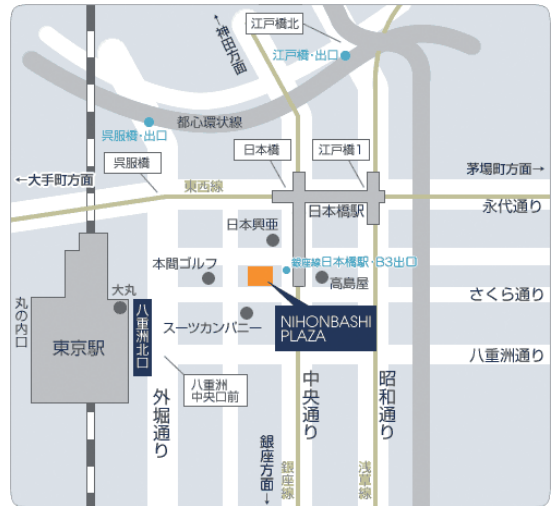 江戸橋北
↑神田方面
江戸橋・出口
都心環状線
呉服橋・出口
呉服橋
日本橋
江戸橋1
←大手町方面
茅場町方面→
東西線
日本橋駅
永代通り
日本興亜
銀座線日本橋駅・B3出口
本間ゴルフ
高島屋
さくら通り
丸の内口
大丸
八重洲北口
スーツカンパニー
NIHONBASHI
PLAZA
東京駅
八重洲通り
八重洲
中央口前
外堀通り
中央通り
昭和通り
銀座方面→
銀座線
浅草線